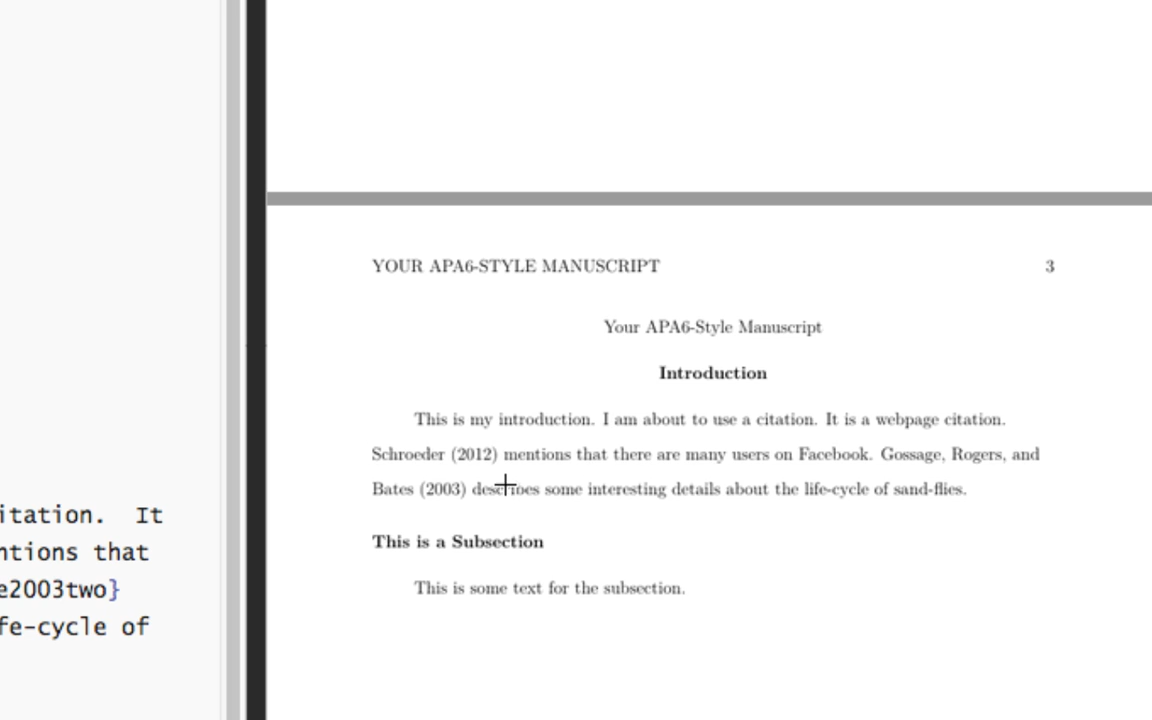 itation.  It
ntions that
e2003two}
fe-cycle of
YOUR APA6-STYLE MANUSCRIPT 3
Your APA6-Style Manuscript
Introduction
This is my introduction. I am about to use a citation. It is a webpage citation.
Schroeder (2012) mentions that there are many users on Facebook. Gossage, Rogers, and
Bates (2003) describes some interesting details about the life-cycle of sand-flies.
This is a Subsection
This is some text for the subsection.